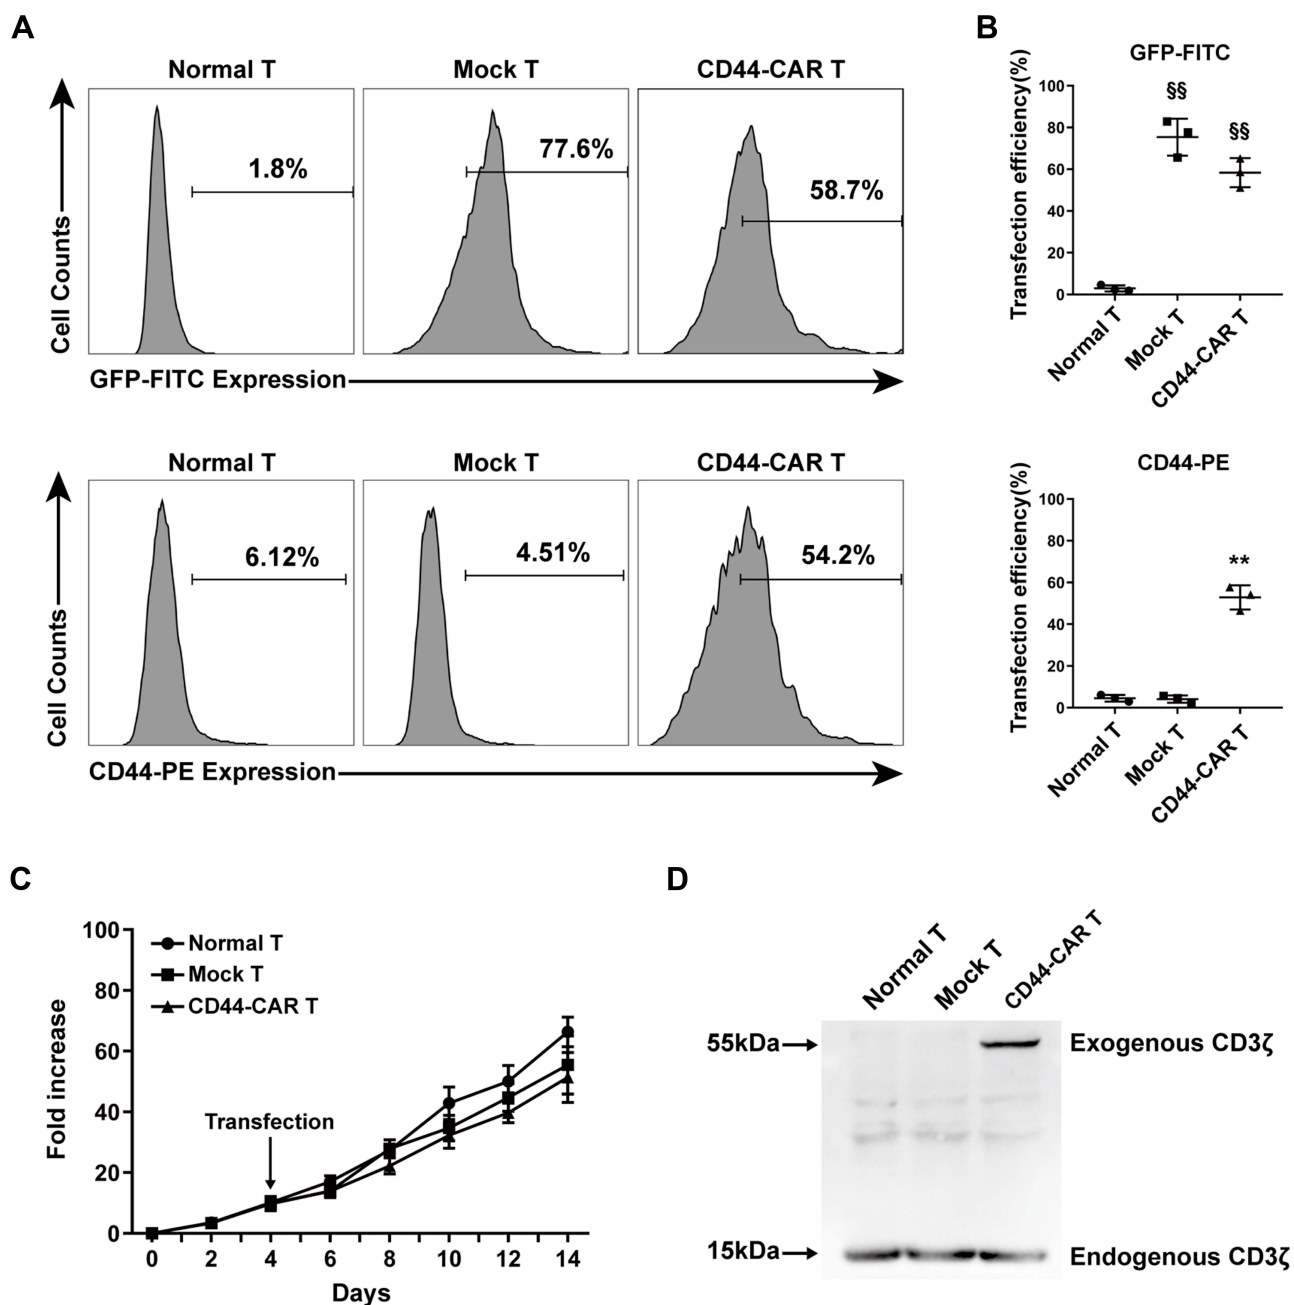 A
Normal T
Mock T
CD44-CAR T
1.8%
77.6%
58.7%
Cell Counts
GFP-FITC Expression
Normal T
Mock T
CD44-CAR T
6.12%
4.51%
54.2%
Cell Counts
CD44-PE Expression
B
GFP-FITC
Transfection efficiency(%)
100
80
60
40
20
0
§§
§§
Normal T
Mock T
CD44-CAR T
CD44-PE
Transfection efficiency(%)
100
80
60
40
20
0
**
Normal T
Mock T
CD44-CAR T
C
Fold increase
100
80
60
40
20
0
Normal T
Mock T
CD44-CAR T
Transfection
0 2 4 6 8 10 12 14
Days
D
Normal T
Mock T
CD44-CAR T
55kDa
Exogenous CD3ζ
15kDa
Endogenous CD3ζ